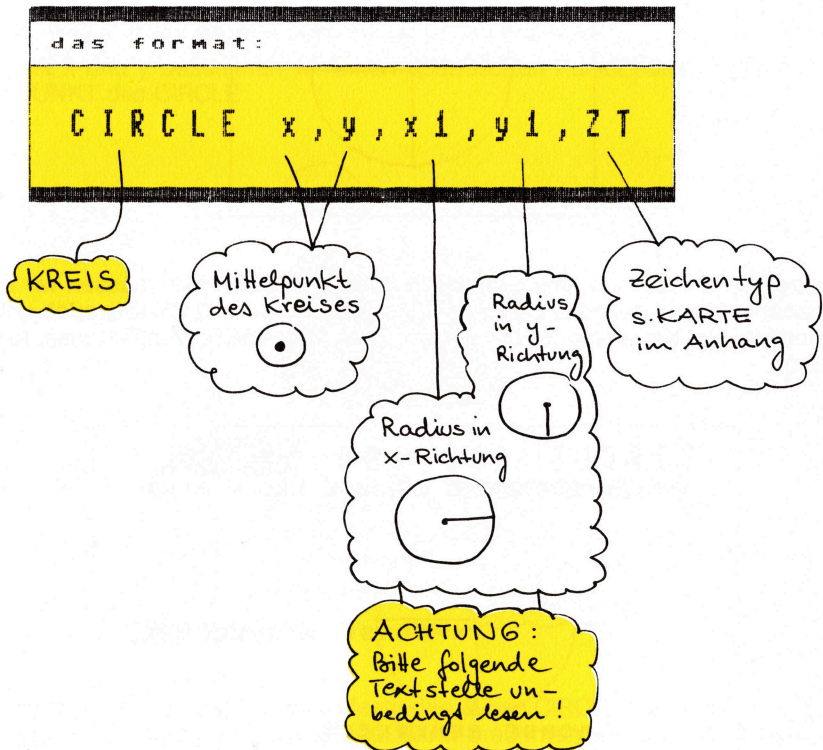 das format:
CIRCLE x,y,x1,y1,ZT
KREIS
Mittelpunkt
des Kreises
Radius in
x-Richtung
Radius
in y-
Richtung
Zeichentyp
s. KARTE
im Anhang
ACHTUNG:
Bitte folgende
Textstelle un-
bedingt lesen!